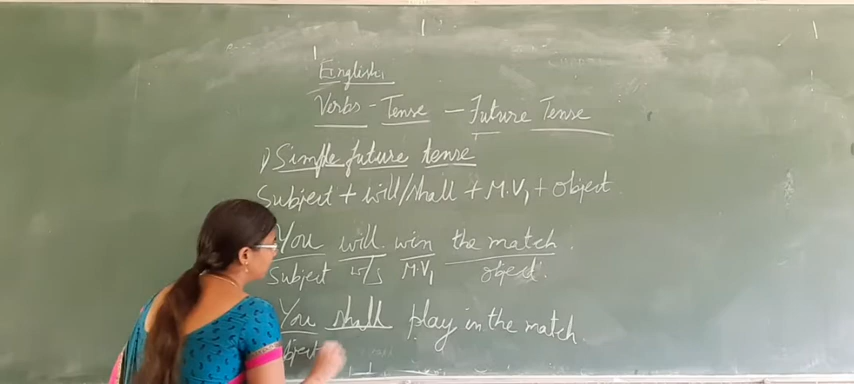 English
Verbs - Tense - Future Tense
1) Simple future tense
Subject + will/shall + M.V1 + object.
You will win the match.
Subject w/s M.V1 object.
You shall play in the match.
bject